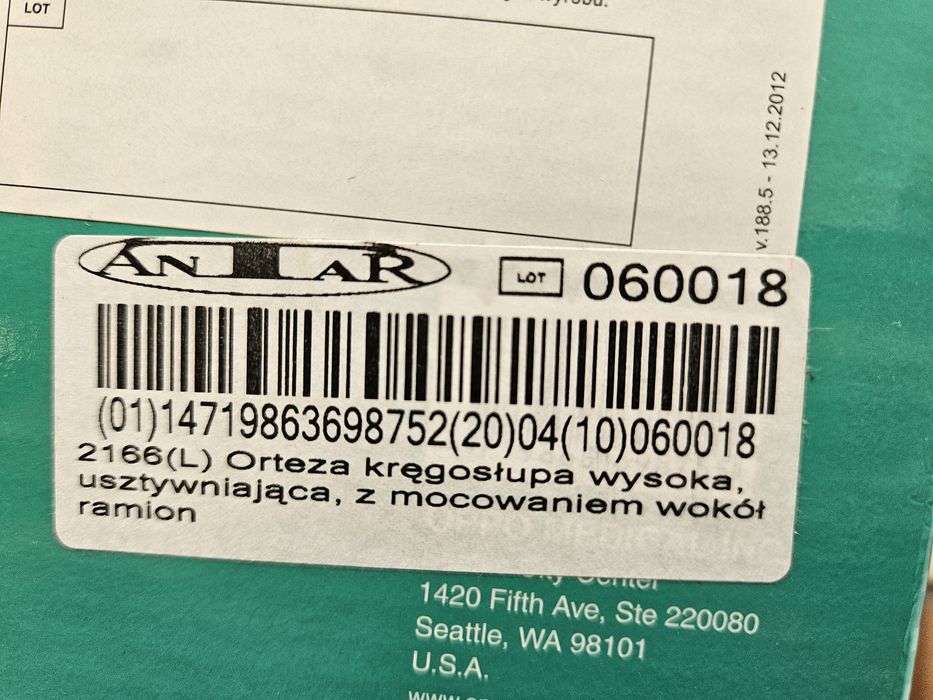 LOT
v.188.5 - 13.12.2012
ANTAR
LOT 060018
(01)14719863698752(20)04(10)060018
2166(L) Orteza kręgosłupa wysoka,
usztywniająca, z mocowaniem wokół
ramion
Center
1420 Fifth Ave, Ste 220080
Seattle, WA 98101
U.S.A.